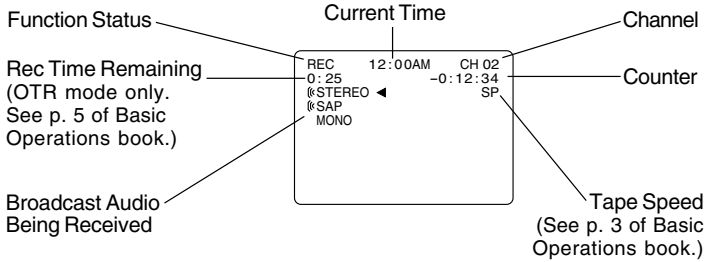 Function Status
Current Time
Channel
REC 12:00AM CH 02
Rec Time Remaining
(OTR mode only.
See p. 5 of Basic
Operations book.)
0:25 -0:12:34
Counter
STEREO ◀ SP
SAP
MONO
Broadcast Audio
Being Received
Tape Speed
(See p. 3 of Basic
Operations book.)